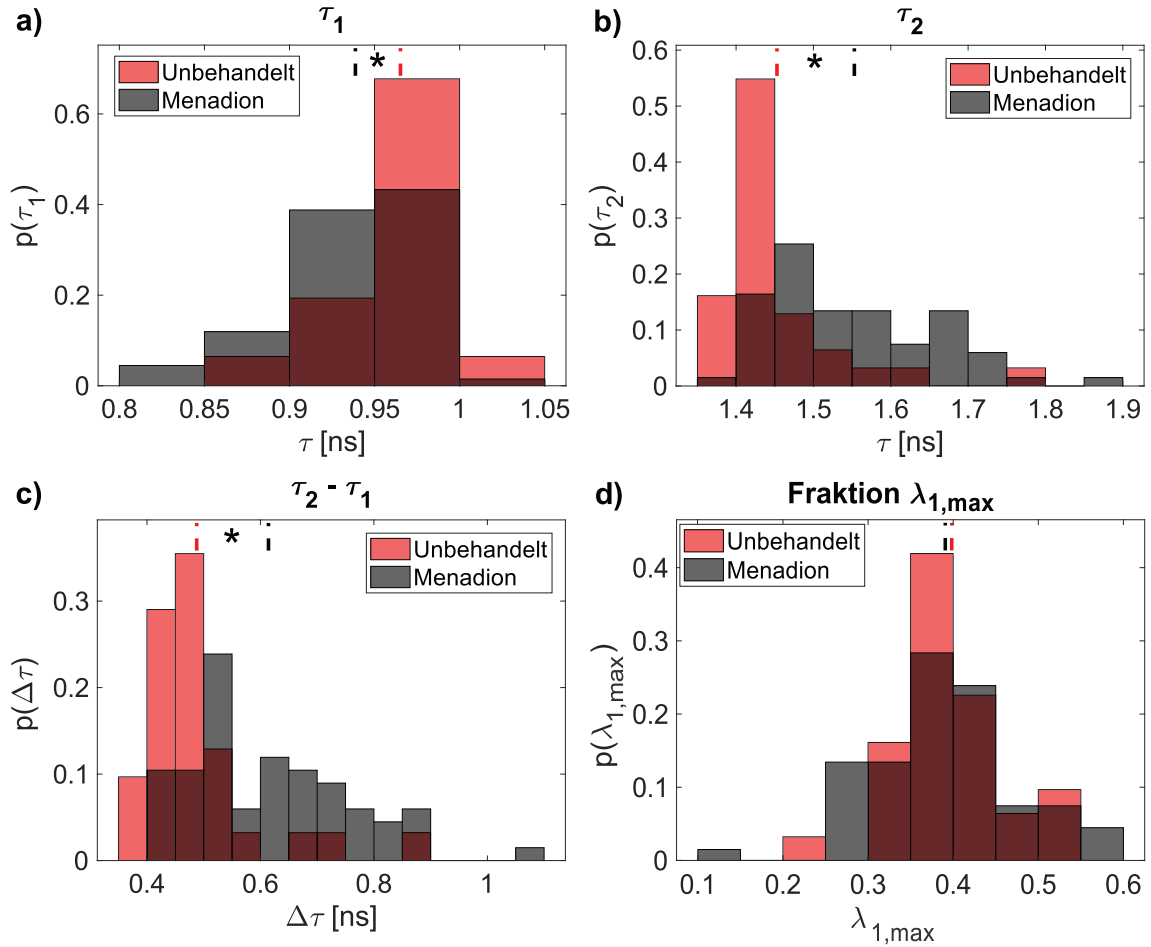 a)
τ1
*
Unbehandelt
Menadion
p(τ1)
0.6
0.4
0.2
0
0.8 0.85 0.9 0.95 1 1.05
τ [ns]
b)
τ2
*
Unbehandelt
Menadion
p(τ2)
0.6
0.5
0.4
0.3
0.2
0.1
0
1.4 1.5 1.6 1.7 1.8 1.9
τ [ns]
c)
τ2 - τ1
*
Unbehandelt
Menadion
p(Δτ)
0.3
0.2
0.1
0
0.4 0.6 0.8 1
Δτ [ns]
d)
Fraktion λ1,max
Unbehandelt
Menadion
p(λ1,max)
0.4
0.3
0.2
0.1
0
0.1 0.2 0.3 0.4 0.5 0.6
λ1,max